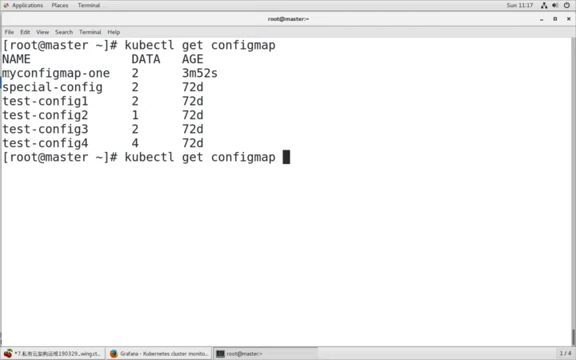 Applications Places Terminal Sun 11:17
root@master:~
File Edit View Search Terminal Help
[root@master ~]# kubectl get configmap
NAME DATA AGE
myconfigmap-one 2 3m52s
special-config 2 72d
test-config1 2 72d
test-config2 1 72d
test-config3 2 72d
test-config4 4 72d
[root@master ~]# kubectl get configmap
Grafana - Kubernetes cluster monito... root@master:~ 1 / 4